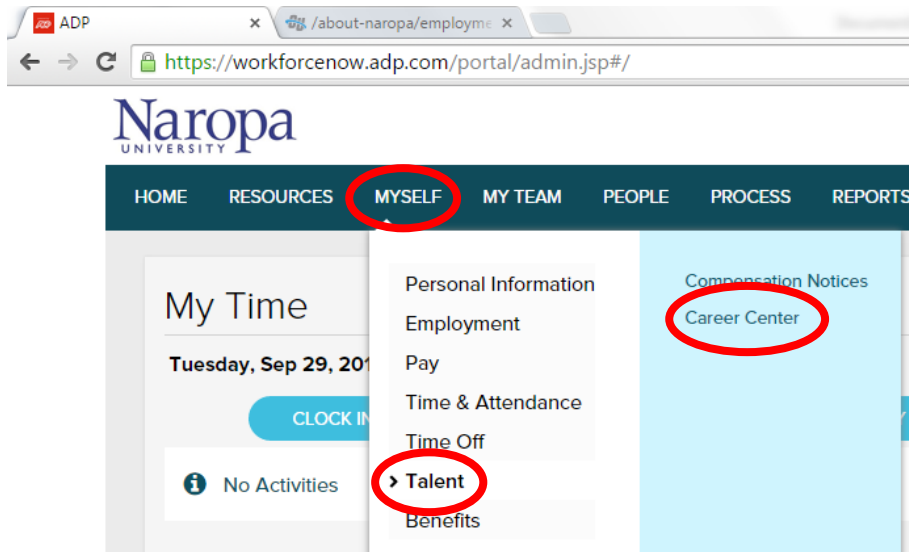 ADP
/about-naropa/employme
https://workforcenow.adp.com/portal/admin.jsp#/
Naropa
UNIVERSITY
HOME RESOURCES MYSELF MY TEAM PEOPLE PROCESS REPORTS
Personal Information
Employment
Pay
Time & Attendance
Time Off
Talent
Benefits
Compensation Notices
Career Center
My Time
Tuesday, Sep 29, 201
CLOCK IN
No Activities